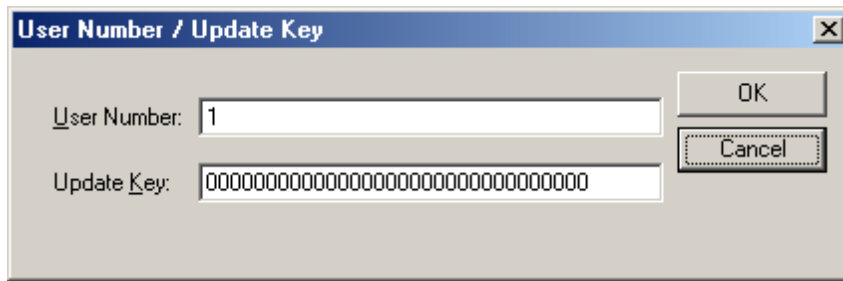 User Number / Update Key
User Number: 1
OK
Cancel
Update Key: 00000000000000000000000000000000